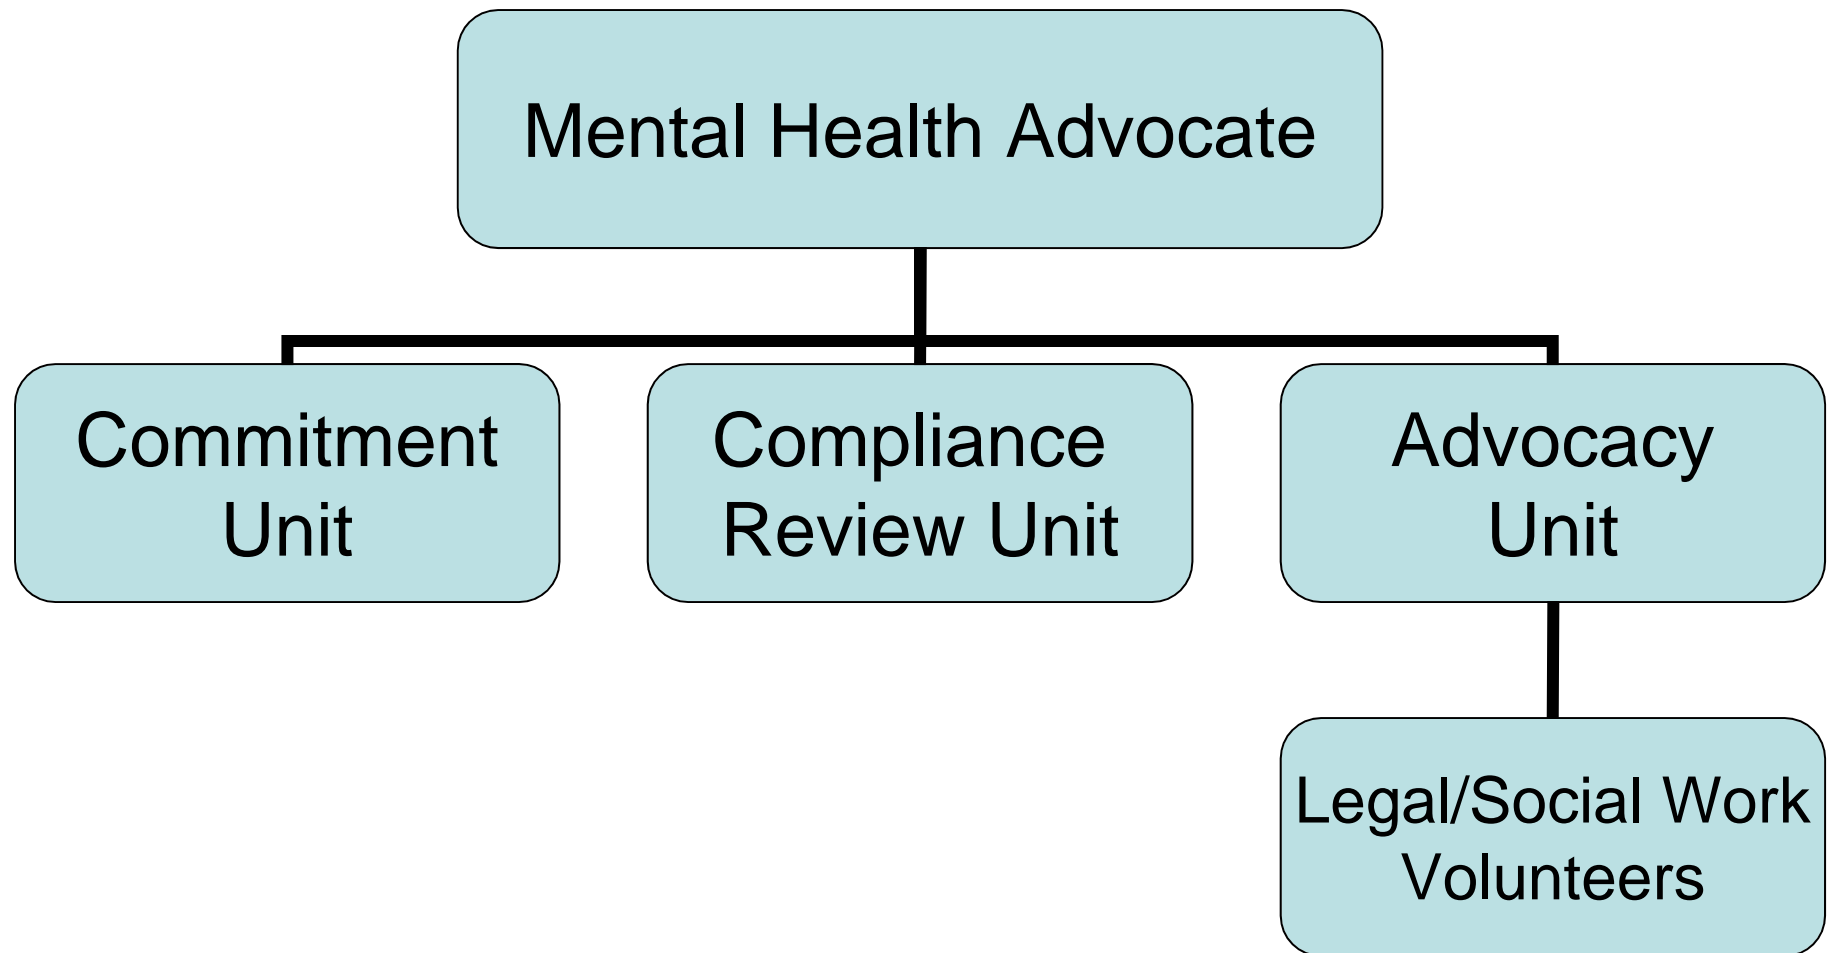 Mental Health Advocate
Commitment
Unit
Compliance
Review Unit
Advocacy
Unit
Legal/Social Work
Volunteers